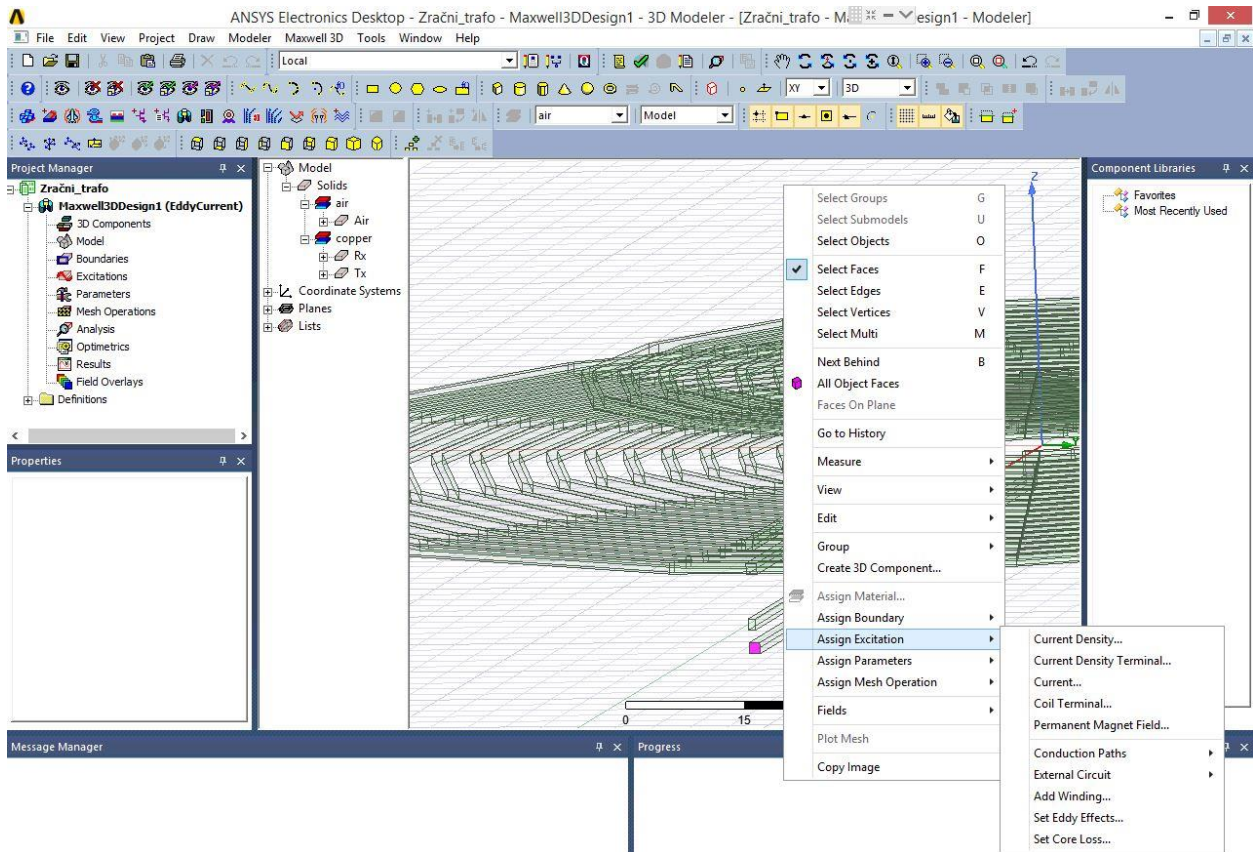 ANSYS Electronics Desktop - Zračni_trafo - Maxwell3DDesign1 - 3D Modeler - [Zračni_trafo - M esign1 - Modeler]
File Edit View Project Draw Modeler Maxwell 3D Tools Window Help
Local
XY 3D
air Model
Project Manager
Zračni_trafo
Maxwell3DDesign1 (EddyCurrent)
3D Components
Model
Boundaries
Excitations
Parameters
Mesh Operations
Analysis
Optimetrics
Results
Field Overlays
Definitions
Properties
Model
Solids
air
Air
copper
Rx
Tx
Coordinate Systems
Planes
Lists
Z
Y
0 15
Select Groups G
Select Submodels U
Select Objects O
Select Faces F
Select Edges E
Select Vertices V
Select Multi M
Next Behind B
All Object Faces
Faces On Plane
Go to History
Measure
View
Edit
Group
Create 3D Component...
Assign Material...
Assign Boundary
Assign Excitation
Assign Parameters
Assign Mesh Operation
Fields
Plot Mesh
Copy Image
Current Density...
Current Density Terminal...
Current...
Coil Terminal...
Permanent Magnet Field...
Conduction Paths
External Circuit
Add Winding...
Set Eddy Effects...
Set Core Loss...
Component Libraries
Favorites
Most Recently Used
Message Manager
Progress